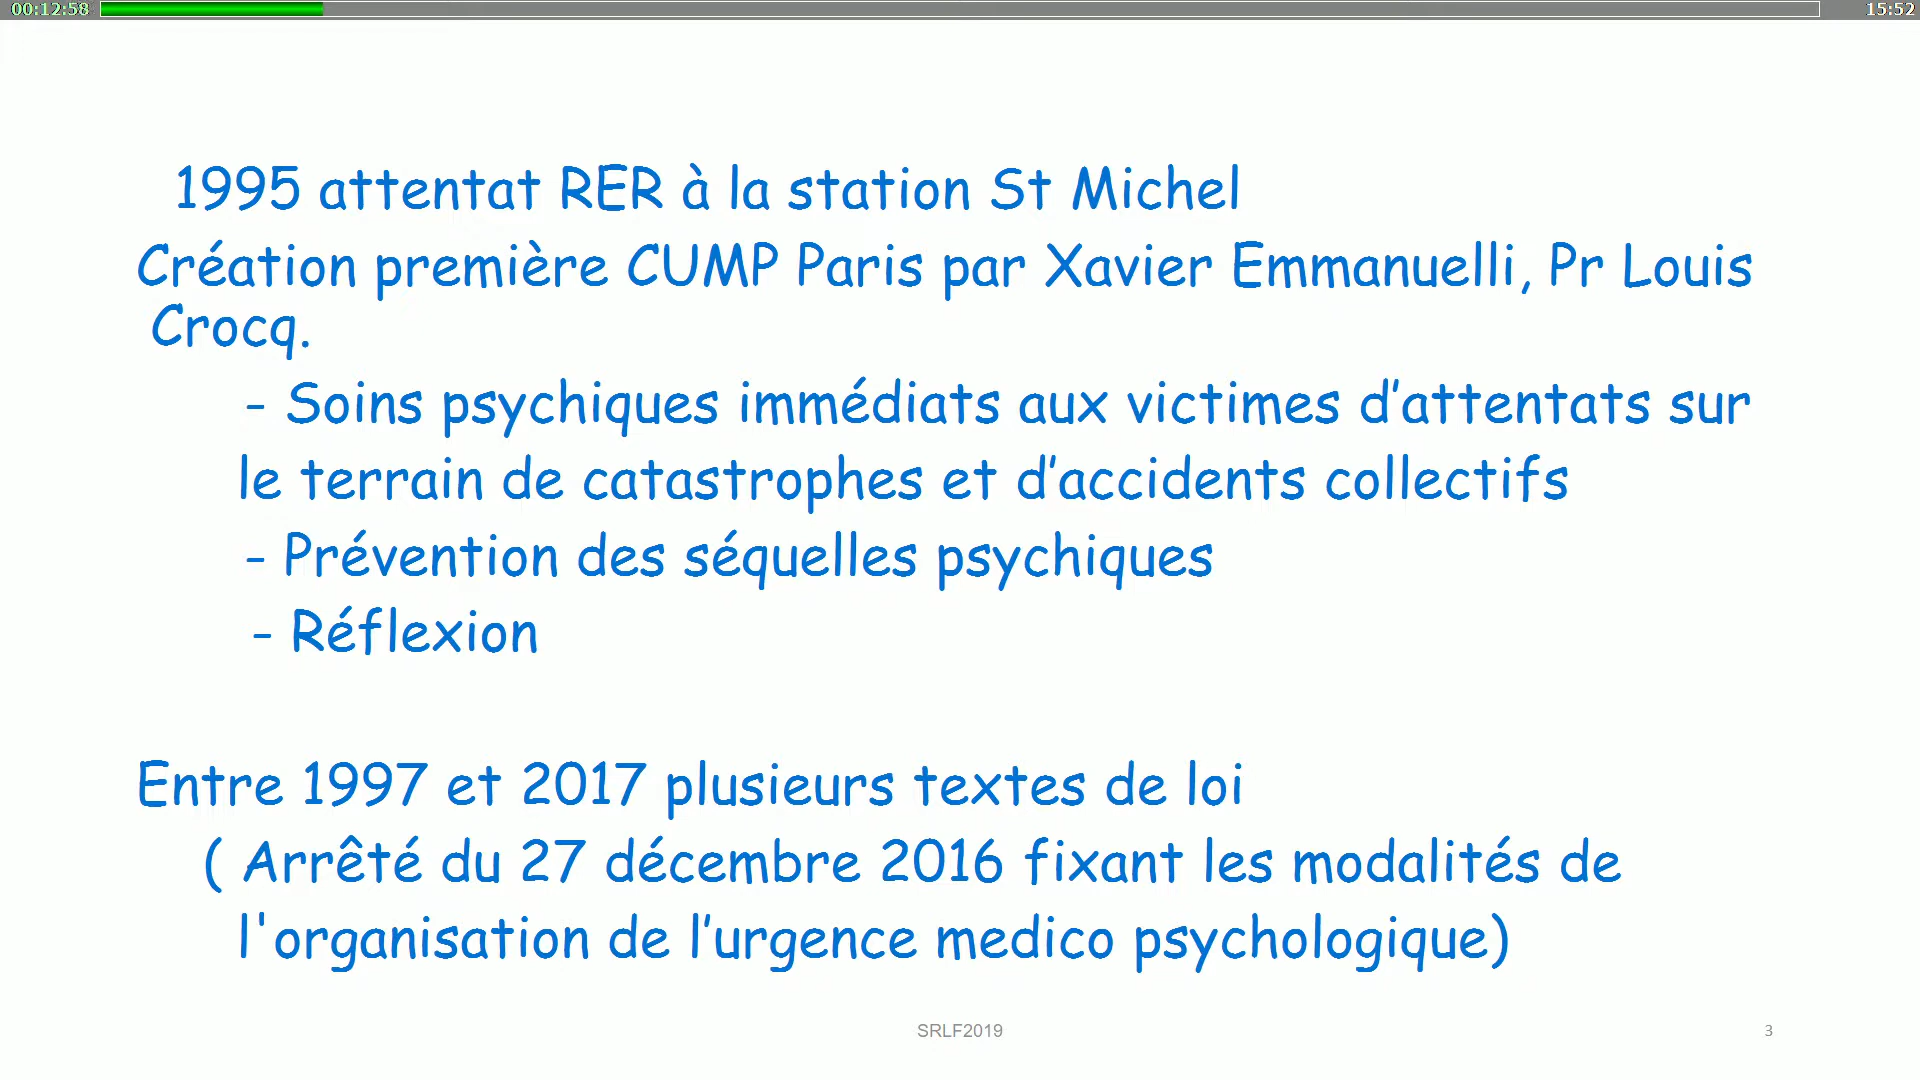 00:12:58
15:52
1995 attentat RER à la station St Michel
Création première CUMP Paris par Xavier Emmanuelli, Pr Louis
Crocq.
- Soins psychiques immédiats aux victimes d’attentats sur
le terrain de catastrophes et d’accidents collectifs
- Prévention des séquelles psychiques
- Réflexion
Entre 1997 et 2017 plusieurs textes de loi
( Arrêté du 27 décembre 2016 fixant les modalités de
l'organisation de l’urgence medico psychologique)
SRLF2019
3